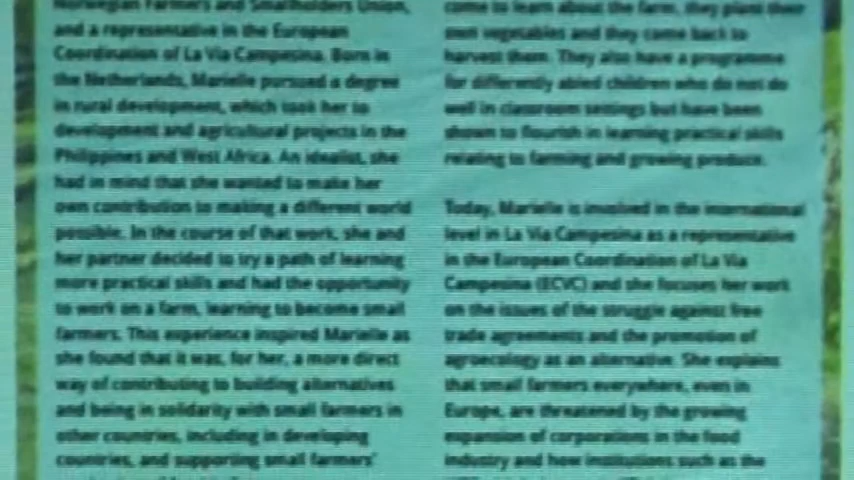 Norwegian Farmers and Smallholders Union,
and a representative in the European
Coordination of La Via Campesina. Born in
the Netherlands, Marielle pursued a degree
in rural development, which took her to
development and agricultural projects in the
Philippines and West Africa. An idealist, she
had in mind that she wanted to make her
own contribution to making a different world
possible. In the course of that work, she and
her partner decided to try a path of learning
more practical skills and had the opportunity
to work on a farm, learning to become small
farmers. This experience inspired Marielle as
she found that it was, for her, a more direct
way of contributing to building alternatives
and being in solidarity with small farmers in
other countries, including in developing
countries, and supporting small farmers'
come to learn about the farm, they plant their
own vegetables and they come back to
harvest them. They also have a programme
for differently abled children who do not do
well in classroom settings but have been
shown to flourish in learning practical skills
relating to farming and growing produce.
Today, Marielle is involved in the international
level in La Via Campesina as a representative
in the European Coordination of La Via
Campesina (ECVC) and she focuses her work
on the issues of the struggle against free
trade agreements and the promotion of
agroecology as an alternative. She explains
that small farmers everywhere, even in
Europe, are threatened by the growing
expansion of corporations in the food
industry and how institutions such as the